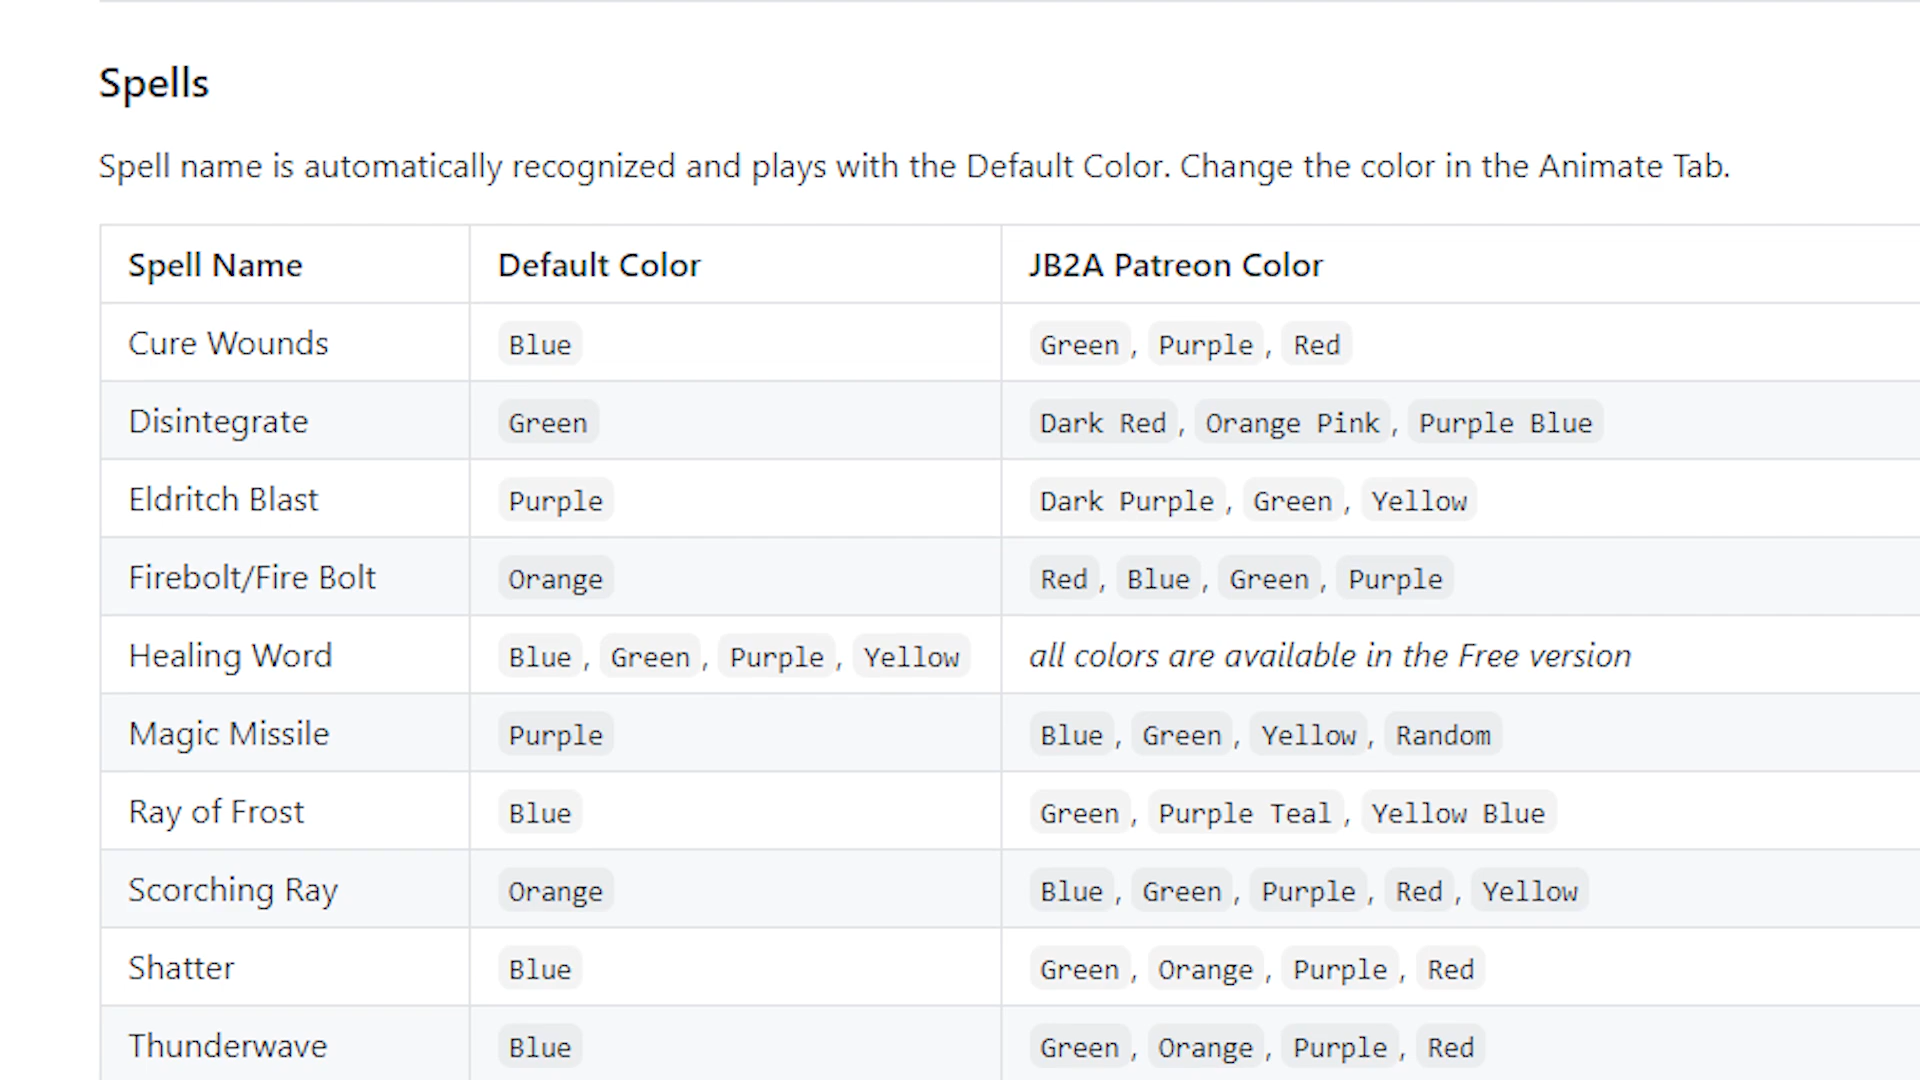 Spells
Spell name is automatically recognized and plays with the Default Color. Change the color in the Animate Tab.
Spell Name Default Color JB2A Patreon Color
Cure Wounds Blue Green, Purple, Red
Disintegrate Green Dark Red, Orange Pink, Purple Blue
Eldritch Blast Purple Dark Purple, Green, Yellow
Firebolt/Fire Bolt Orange Red, Blue, Green, Purple
Healing Word Blue, Green, Purple, Yellow all colors are available in the Free version
Magic Missile Purple Blue, Green, Yellow, Random
Ray of Frost Blue Green, Purple Teal, Yellow Blue
Scorching Ray Orange Blue, Green, Purple, Red, Yellow
Shatter Blue Green, Orange, Purple, Red
Thunderwave Blue Green, Orange, Purple, Red